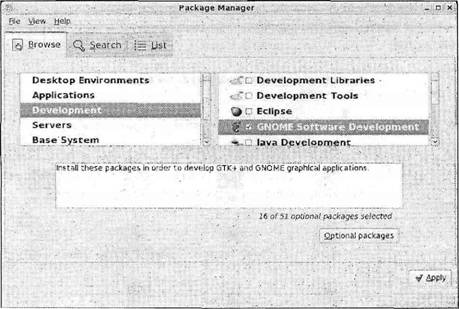 Package Manager
File View Help
Browse Search List
Desktop Environments
Applications
Development
Servers
Base System
Development Libraries
Development Tools
Eclipse
GNOME Software Development
Java Development
Install these packages in order to develop GTK+ and GNOME graphical applications.
16 of 51 optional packages selected
Optional packages
Apply